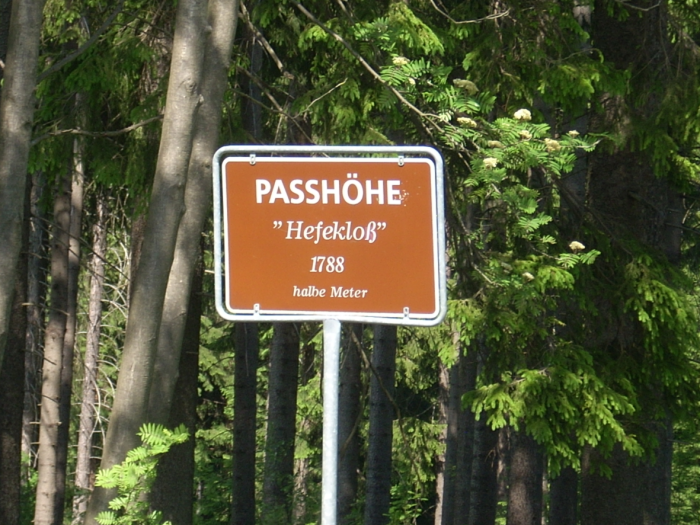 PASSHÖHE
"Hefekloß"
1788
halbe Meter